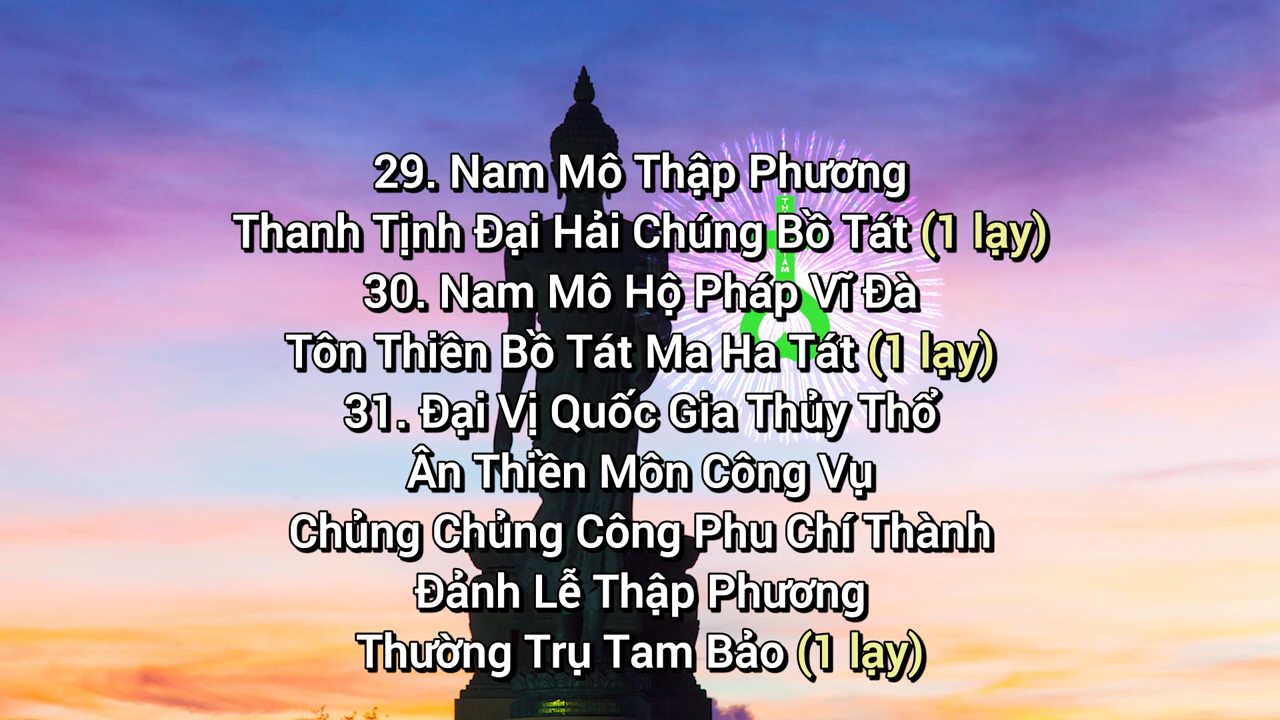 29. Nam Mô Thập Phương
Thanh Tịnh Đại Hải Chúng Bồ Tát (1 lạy)
30. Nam Mô Hộ Pháp Vĩ Đà
Tôn Thiên Bồ Tát Ma Ha Tát (1 lạy)
31. Đại Vị Quốc Gia Thủy Thổ
Ân Thiền Môn Công Vụ
Chủng Chủng Công Phu Chí Thành
Đảnh Lễ Thập Phương
Thường Trụ Tam Bảo (1 lạy)